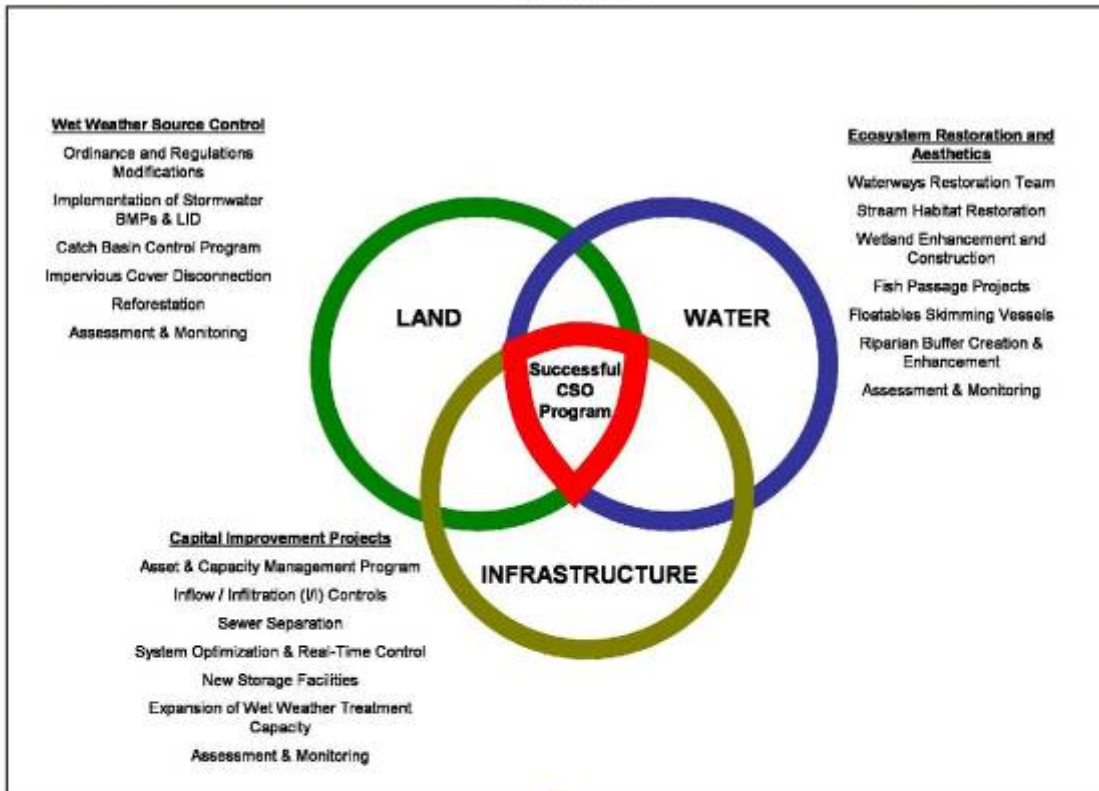 Wet Weather Source Control
Ordinance and Regulations
Modifications
Implementation of Stormwater
BMPs & LID
Catch Basin Control Program
Impervious Cover Disconnection
Reforestation
Assessment & Monitoring
Ecosystem Restoration and
Aesthetics
Waterways Restoration Team
Stream Habitat Restoration
Wetland Enhancement and
Construction
Fish Passage Projects
Floatables Skimming Vessels
Riparian Buffer Creation &
Enhancement
Assessment & Monitoring
LAND
WATER
Successful
CSO
Program
INFRASTRUCTURE
Capital Improvement Projects
Asset & Capacity Management Program
Inflow / Infiltration (I/I) Controls
Sewer Separation
System Optimization & Real-Time Control
New Storage Facilities
Expansion of Wet Weather Treatment
Capacity
Assessment & Monitoring